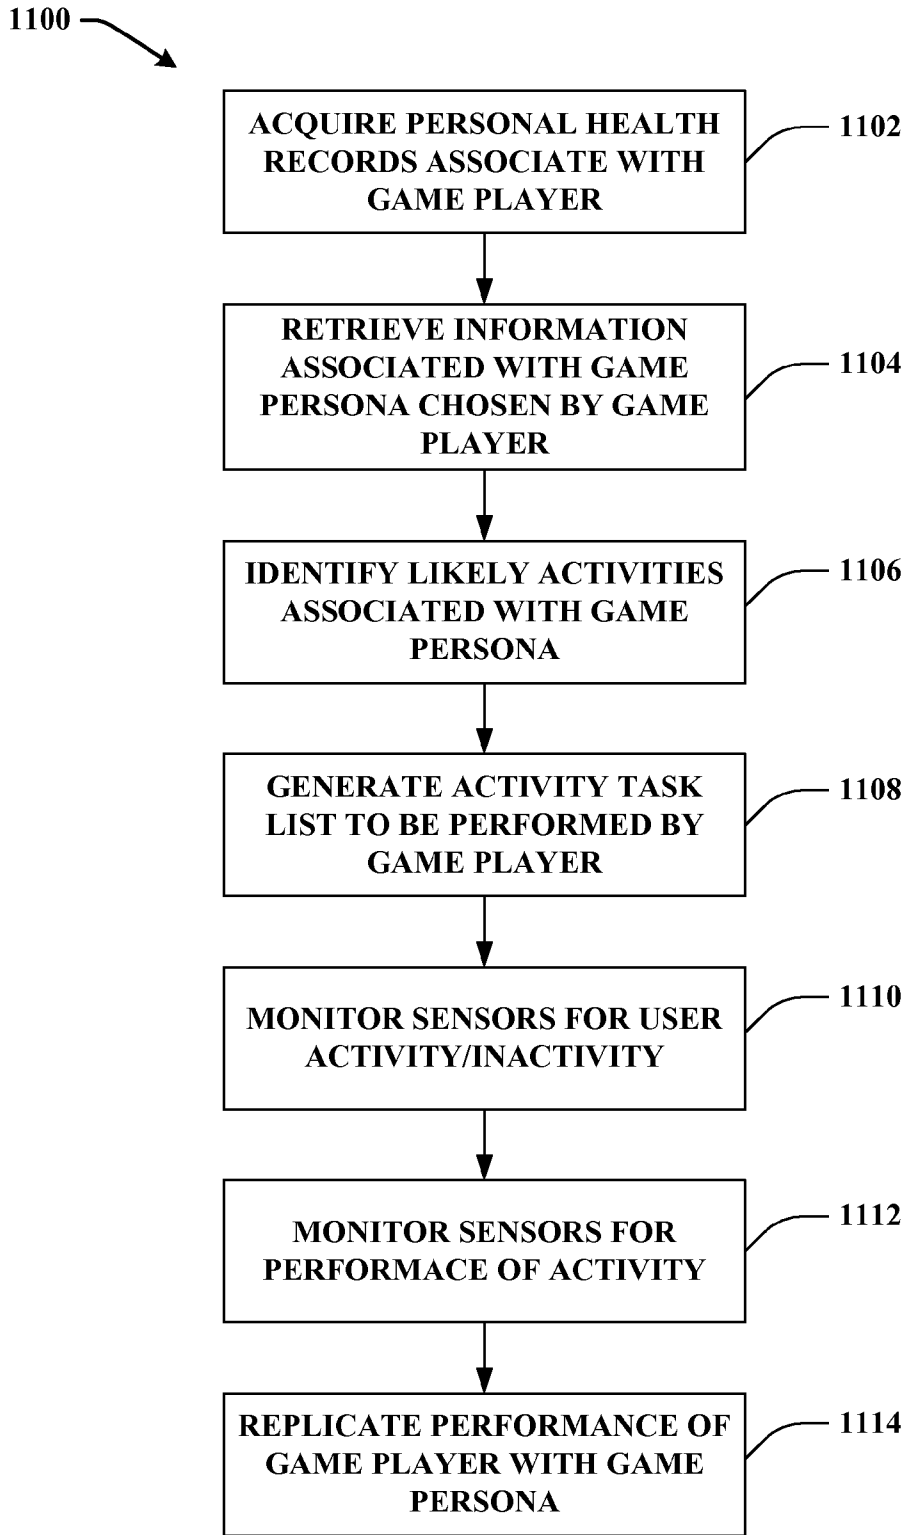 1100
ACQUIRE PERSONAL HEALTH
RECORDS ASSOCIATE WITH
GAME PLAYER
1102
RETRIEVE INFORMATION
ASSOCIATED WITH GAME
PERSONA CHOSEN BY GAME
PLAYER
1104
IDENTIFY LIKELY ACTIVITIES
ASSOCIATED WITH GAME
PERSONA
1106
GENERATE ACTIVITY TASK
LIST TO BE PERFORMED BY
GAME PLAYER
1108
MONITOR SENSORS FOR USER
ACTIVITY/INACTIVITY
1110
MONITOR SENSORS FOR
PERFORMACE OF ACTIVITY
1112
REPLICATE PERFORMANCE OF
GAME PLAYER WITH GAME
PERSONA
1114